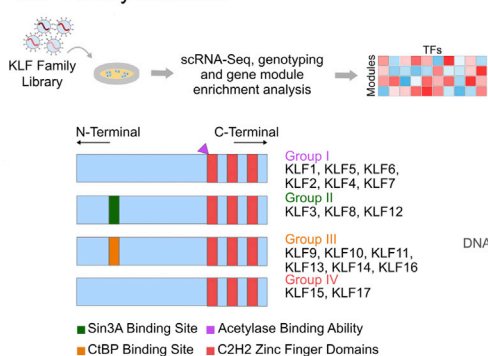 KLF Family
Library
scRNA-Seq, genotyping
and gene module
enrichment analysis
TFs
Modules
N-Terminal
C-Terminal
Group I
KLF1, KLF5, KLF6,
KLF2, KLF4, KLF7
Group II
KLF3, KLF8, KLF12
Group III
KLF9, KLF10, KLF11,
KLF13, KLF14, KLF16
Group IV
KLF15, KLF17
DNA
Sin3A Binding Site
Acetylase Binding Ability
CtBP Binding Site
C2H2 Zinc Finger Domains